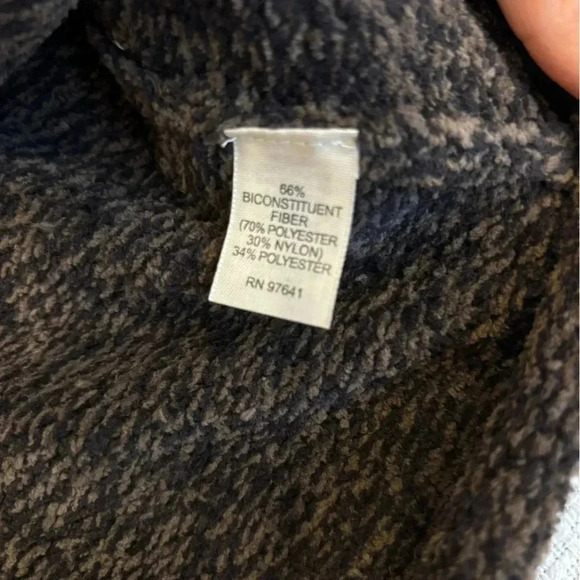 66%
BICONSTITUENT
FIBER
(70% POLYESTER
30% NYLON)
34% POLYESTER
RN 97641